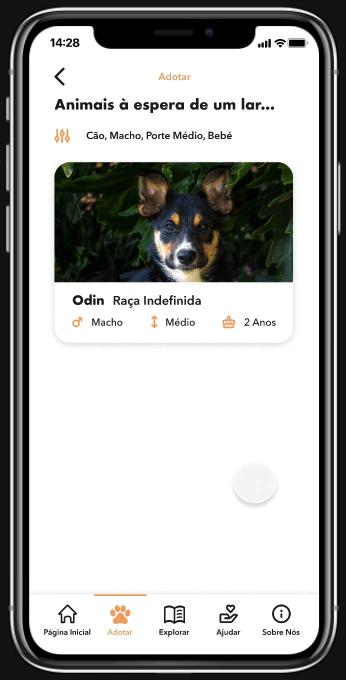 14:28
Adotar
Animais à espera de um lar...
Cão, Macho, Porte Médio, Bebé
Odin Raça Indefinida
Macho Médio 2 Anos
Página Inicial Adotar Explorar Ajudar Sobre Nós